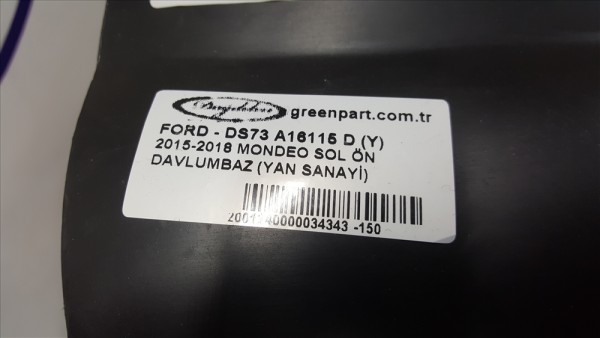 greenpart.com.tr
FORD - DS73 A16115 D (Y)
2015-2018 MONDEO SOL ÖN
DAVLUMBAZ (YAN SANAYİ)
2001240000034343 -150